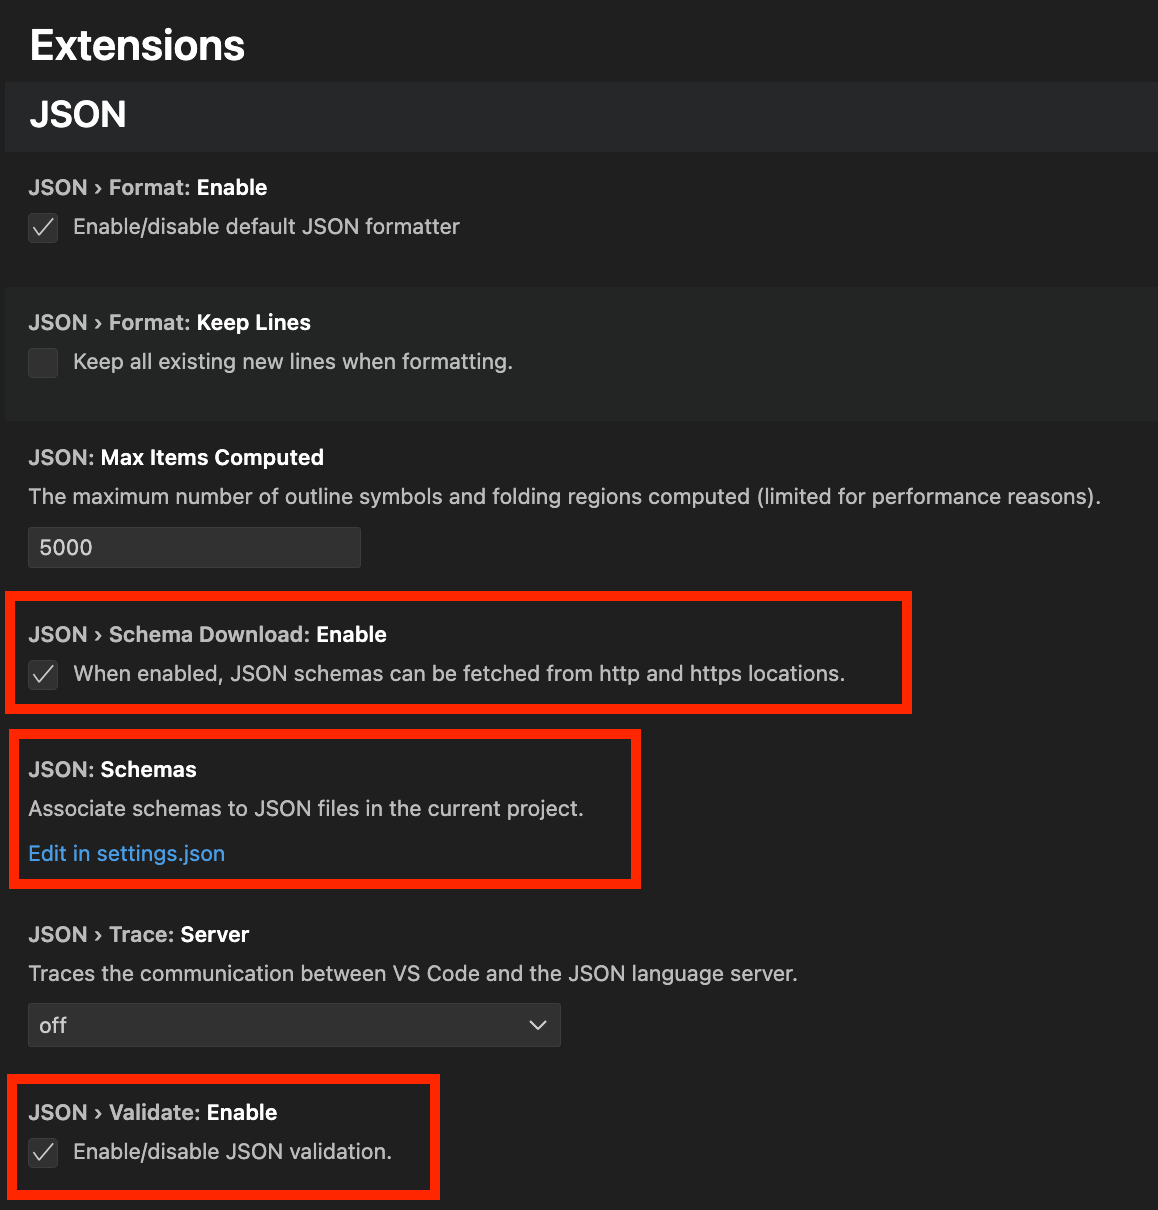 Extensions
JSON
JSON › Format: Enable
Enable/disable default JSON formatter
JSON › Format: Keep Lines
Keep all existing new lines when formatting.
JSON: Max Items Computed
The maximum number of outline symbols and folding regions computed (limited for performance reasons).
5000
JSON › Schema Download: Enable
When enabled, JSON schemas can be fetched from http and https locations.
JSON: Schemas
Associate schemas to JSON files in the current project.
Edit in settings.json
JSON › Trace: Server
Traces the communication between VS Code and the JSON language server.
off
JSON › Validate: Enable
Enable/disable JSON validation.